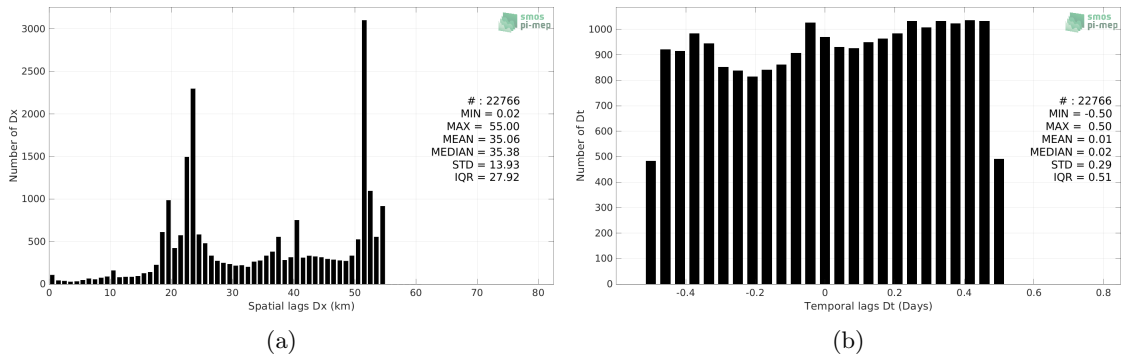 3000
2500
2000
1500
1000
500
0
Number of Dx
smos
pi-mep
# : 22766
MIN = 0.02
MAX = 55.00
MEAN = 35.06
MEDIAN = 35.38
STD = 13.93
IQR = 27.92
0 10 20 30 40 50 60 70 80
Spatial lags Dx (km)
(a)
1000
900
800
700
600
500
400
300
200
100
0
Number of Dt
smos
pi-mep
# : 22766
MIN = -0.50
MAX = 0.50
MEAN = 0.01
MEDIAN = 0.02
STD = 0.29
IQR = 0.51
-0.4 -0.2 0 0.2 0.4 0.6 0.8
Temporal lags Dt (Days)
(b)